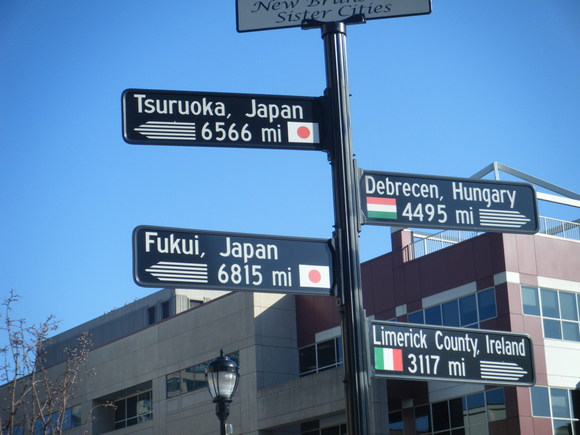 New
Sister Cities
Tsuruoka, Japan
6566 mi
Debrecen, Hungary
4495 mi
Fukui, Japan
6815 mi
Limerick County, Ireland
3117 mi